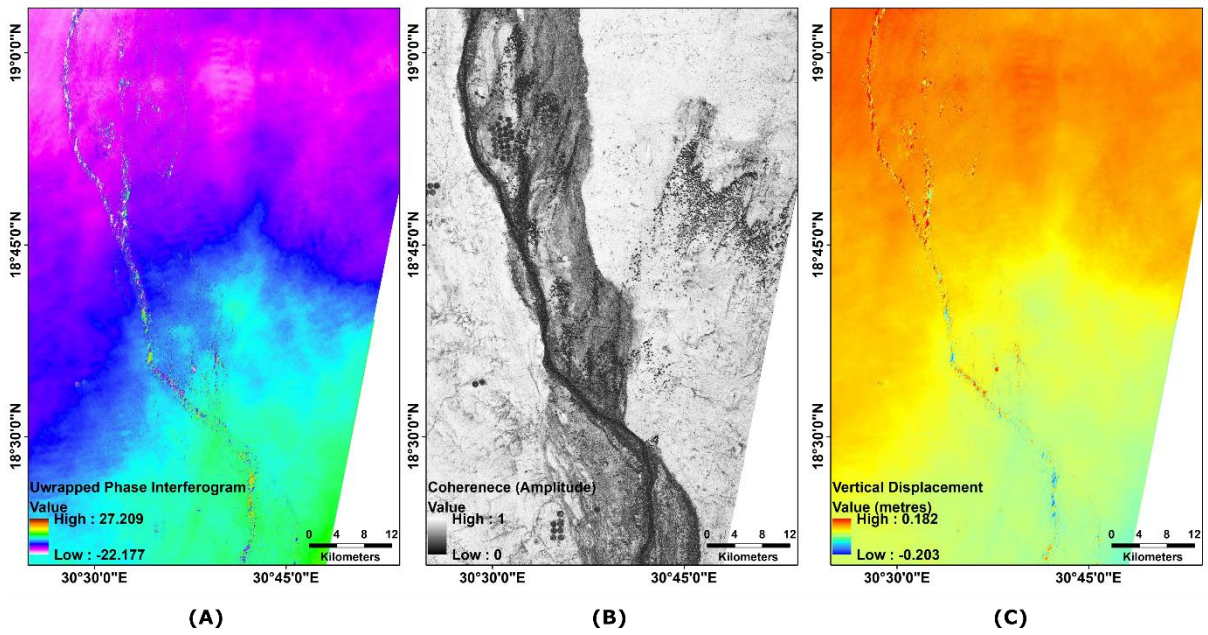 19°0'0"N
18°45'0"N
18°30'0"N
Uwrapped Phase Interferogram
Value
High : 27.209
Low : -22.177
0 4 8 12
Kilometers
30°30'0"E
30°45'0"E
(A)
19°0'0"N
18°45'0"N
18°30'0"N
Coherenece (Amplitude)
Value
High : 1
Low : 0
0 4 8 12
Kilometers
30°30'0"E
30°45'0"E
(B)
19°0'0"N
18°45'0"N
18°30'0"N
Vertical Displacement
Value (metres)
High : 0.182
Low : -0.203
0 4 8 12
Kilometers
30°30'0"E
30°45'0"E
(C)